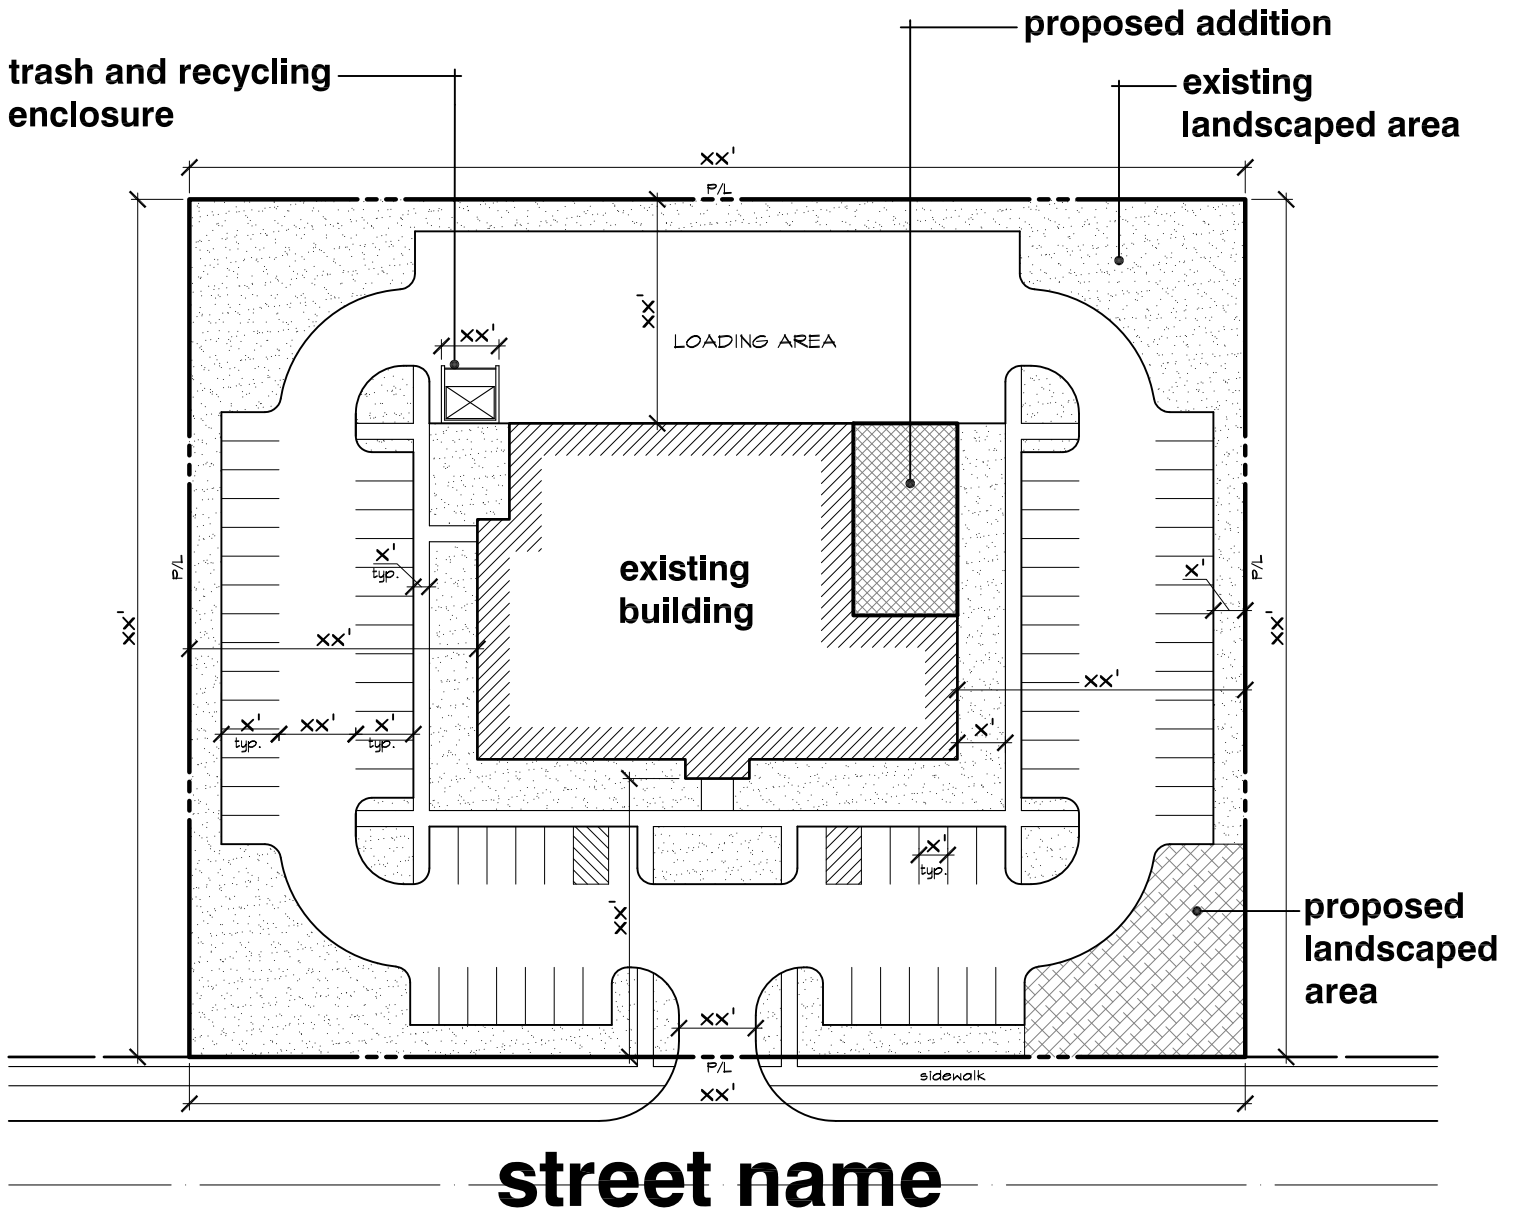 proposed addition
trash and recycling
enclosure
existing
landscaped area
xx'
P/L
xx'
LOADING AREA
xx'
existing
building
x'
typ.
P/L
xx'
xx'
x'
P/L
xx'
xx'
x'
typ.
xx'
x'
typ.
x'
x'
typ.
xx'
proposed
landscaped
area
xx'
P/L
sidewalk
xx'
street name